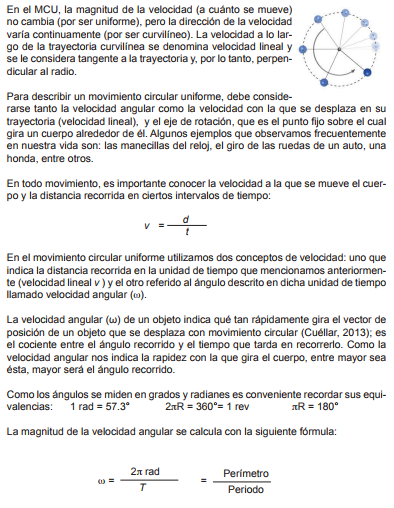 En el MCU, la magnitud de la velocidad (a cuánto se mueve)
no cambia (por ser uniforme), pero la dirección de la velocidad
varía continuamente (por ser curvilíneo). La velocidad a lo lar-
go de la trayectoria curvilínea se denomina velocidad lineal y
se le considera tangente a la trayectoria y, por lo tanto, perpen-
dicular al radio.
Para describir un movimiento circular uniforme, debe conside-
rarse tanto la velocidad angular como la velocidad con la que se desplaza en su
trayectoria (velocidad lineal),  y el eje de rotación, que es el punto fijo sobre el cual
gira un cuerpo alrededor de él. Algunos ejemplos que observamos frecuentemente
en nuestra vida son: las manecillas del reloj, el giro de las ruedas de un auto, una
honda, entre otros.
En todo movimiento, es importante conocer la velocidad a la que se mueve el cuer-
po y la distancia recorrida en ciertos intervalos de tiempo:
v = d / t
En el movimiento circular uniforme utilizamos dos conceptos de velocidad: uno que
indica la distancia recorrida en la unidad de tiempo que mencionamos anteriormen-
te (velocidad lineal v ) y el otro referido al ángulo descrito en dicha unidad de tiempo
llamado velocidad angular (ω).
La velocidad angular (ω) de un objeto indica qué tan rápidamente gira el vector de
posición de un objeto que se desplaza con movimiento circular (Cuéllar, 2013); es
el cociente entre el ángulo recorrido y el tiempo que tarda en recorrerlo. Como la
velocidad angular nos indica la rapidez con la que gira el cuerpo, entre mayor sea
ésta, mayor será el ángulo recorrido.
Como los ángulos se miden en grados y radianes es conveniente recordar sus equi-
valencias: 1 rad = 57.3° 2πR = 360°= 1 rev πR = 180°
La magnitud de la velocidad angular se calcula con la siguiente fórmula:
ω = 2π rad / T = Perímetro / Periodo